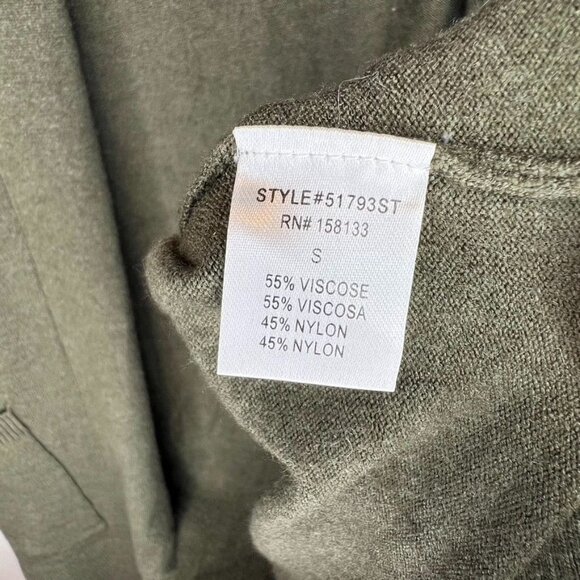 STYLE#51793ST
RN# 158133
S
55% VISCOSE
55% VISCOSA
45% NYLON
45% NYLON